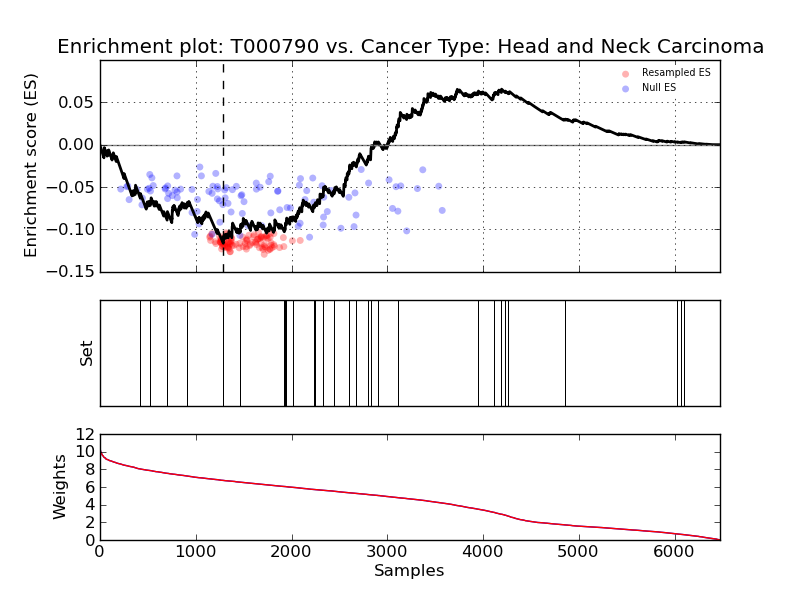 Enrichment plot: T000790 vs. Cancer Type: Head and Neck Carcinoma
Enrichment score (ES)
0.05
0.00
−0.05
−0.10
−0.15
Resampled ES
Null ES
Set
Weights
12
10
8
6
4
2
0
0 1000 2000 3000 4000 5000 6000
Samples